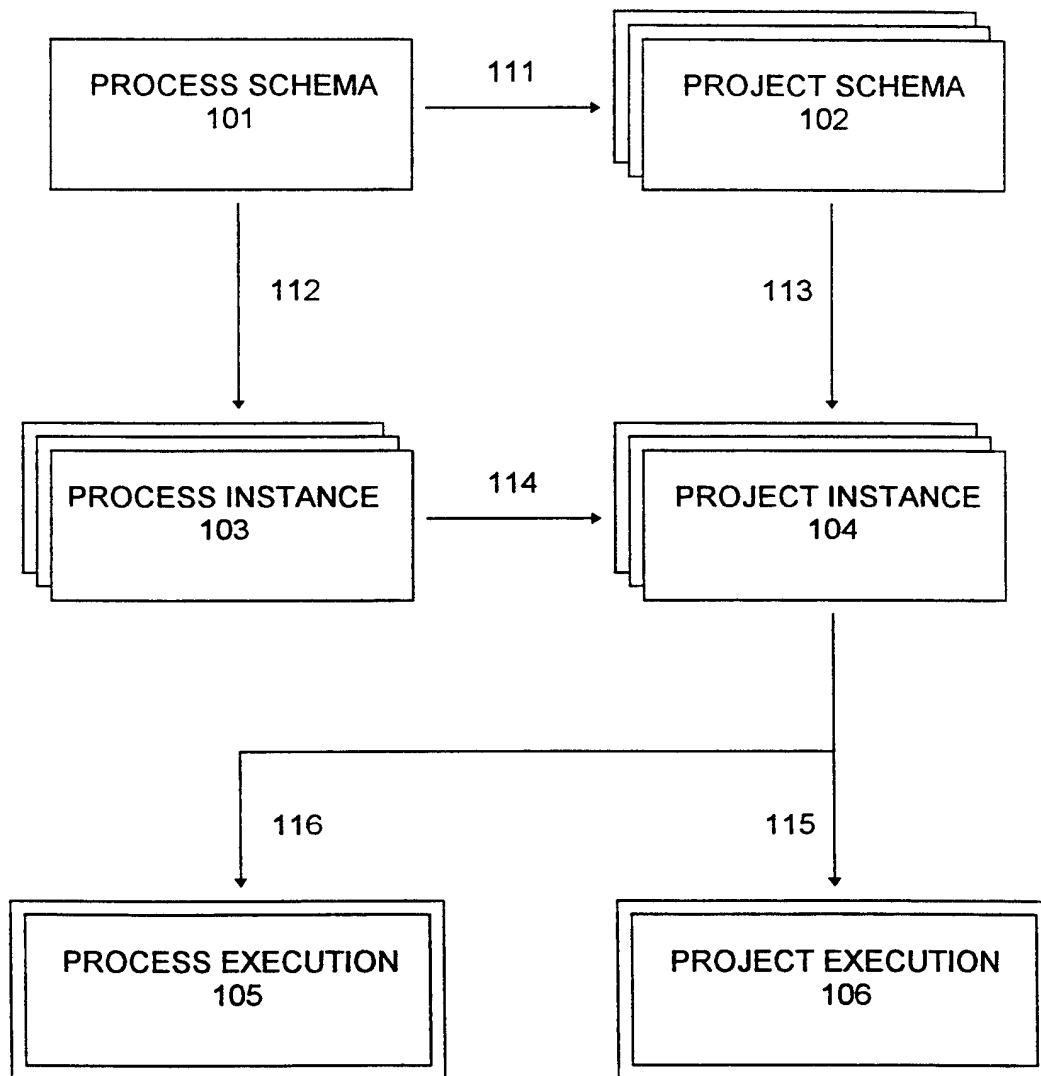 PROCESS SCHEMA
101
111
PROJECT SCHEMA
102
112
113
PROCESS INSTANCE
103
114
PROJECT INSTANCE
104
116
115
PROCESS EXECUTION
105
PROJECT EXECUTION
106